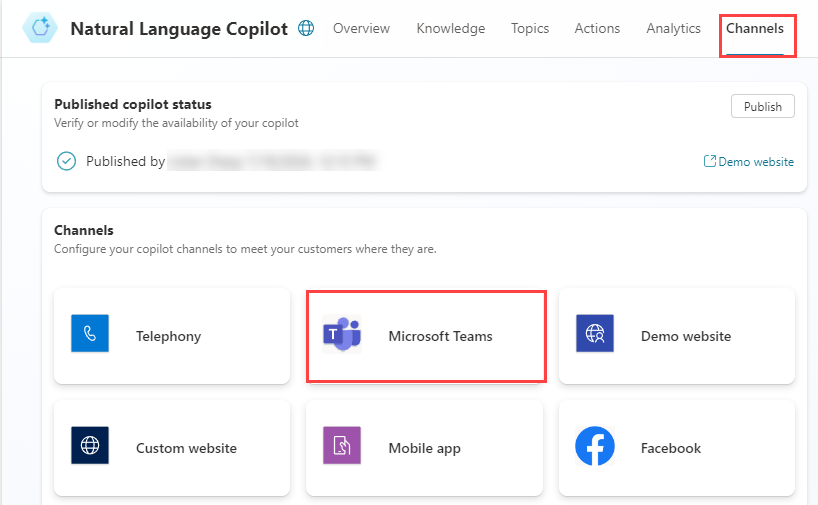 Natural Language Copilot Overview Knowledge Topics Actions Analytics Channels
Published copilot status
Publish
Verify or modify the availability of your copilot
Published by
Demo website
Channels
Configure your copilot channels to meet your customers where they are.
Telephony
T
Microsoft Teams
Demo website
Custom website
Mobile app
Facebook